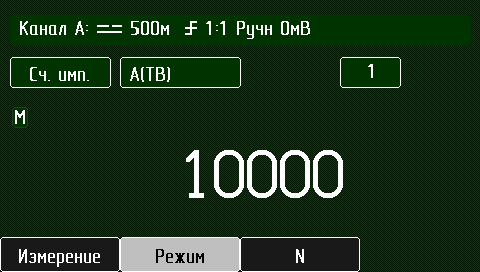 Канал А: 500м 1:1 Ручн 0мВ
Сч. имп. А(ТВ) 1
М
10000
Измерение Режим N